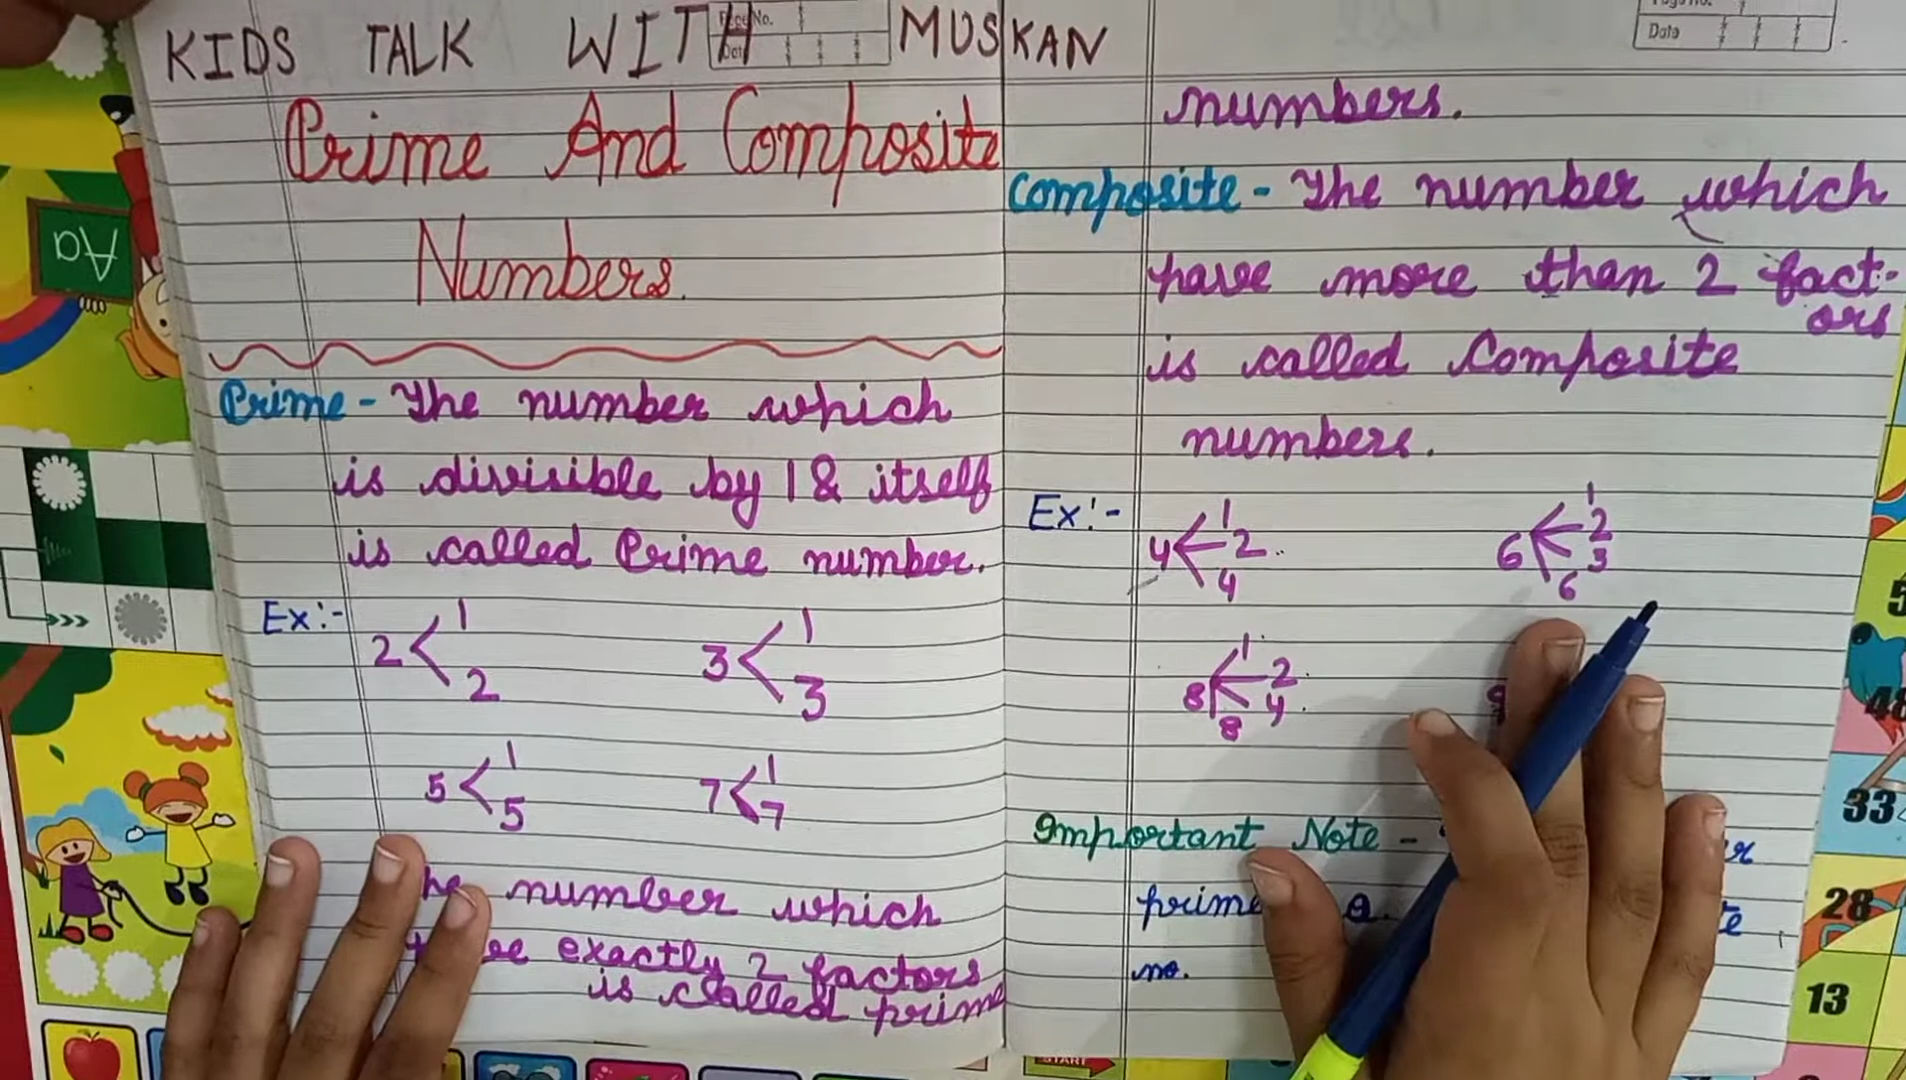 KIDS TALK WITH MUSKAN
Page No.
Date
Date
Prime And Composite
Numbers.
Prime - The number which
is divisible by 1 & itself
is called Prime number.
Ex:-
2 < 1
2
3 < 1
3
5 < 1
5
7 < 1
7
he number which
exactly 2 factors
is called prime
numbers.
Composite - The number which
have more than 2 fact-
ors
is called Composite
numbers.
Ex:-
4 < 1
2
4
6 < 1
2
3
6
8 < 1
2
4
8
9
Important Note -
prime a
no.
Aa
5
48
33
28
13
START